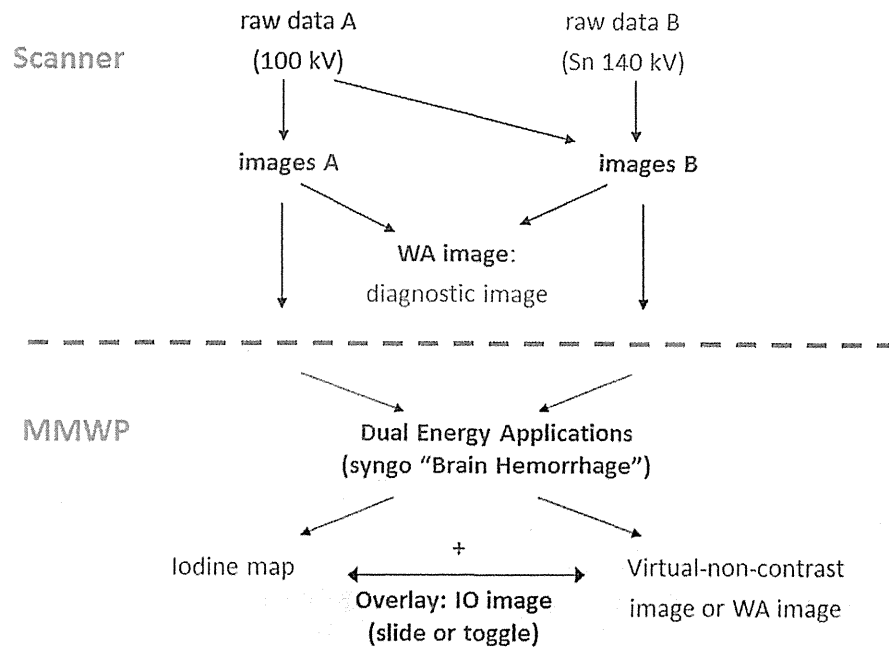 Scanner
raw data A
(100 kV)
raw data B
(Sn 140 kV)
images A
images B
WA image:
diagnostic image
MMWP
Dual Energy Applications
(syngo “Brain Hemorrhage”)
Iodine map
+
Overlay: IO image
(slide or toggle)
Virtual-non-contrast
image or WA image